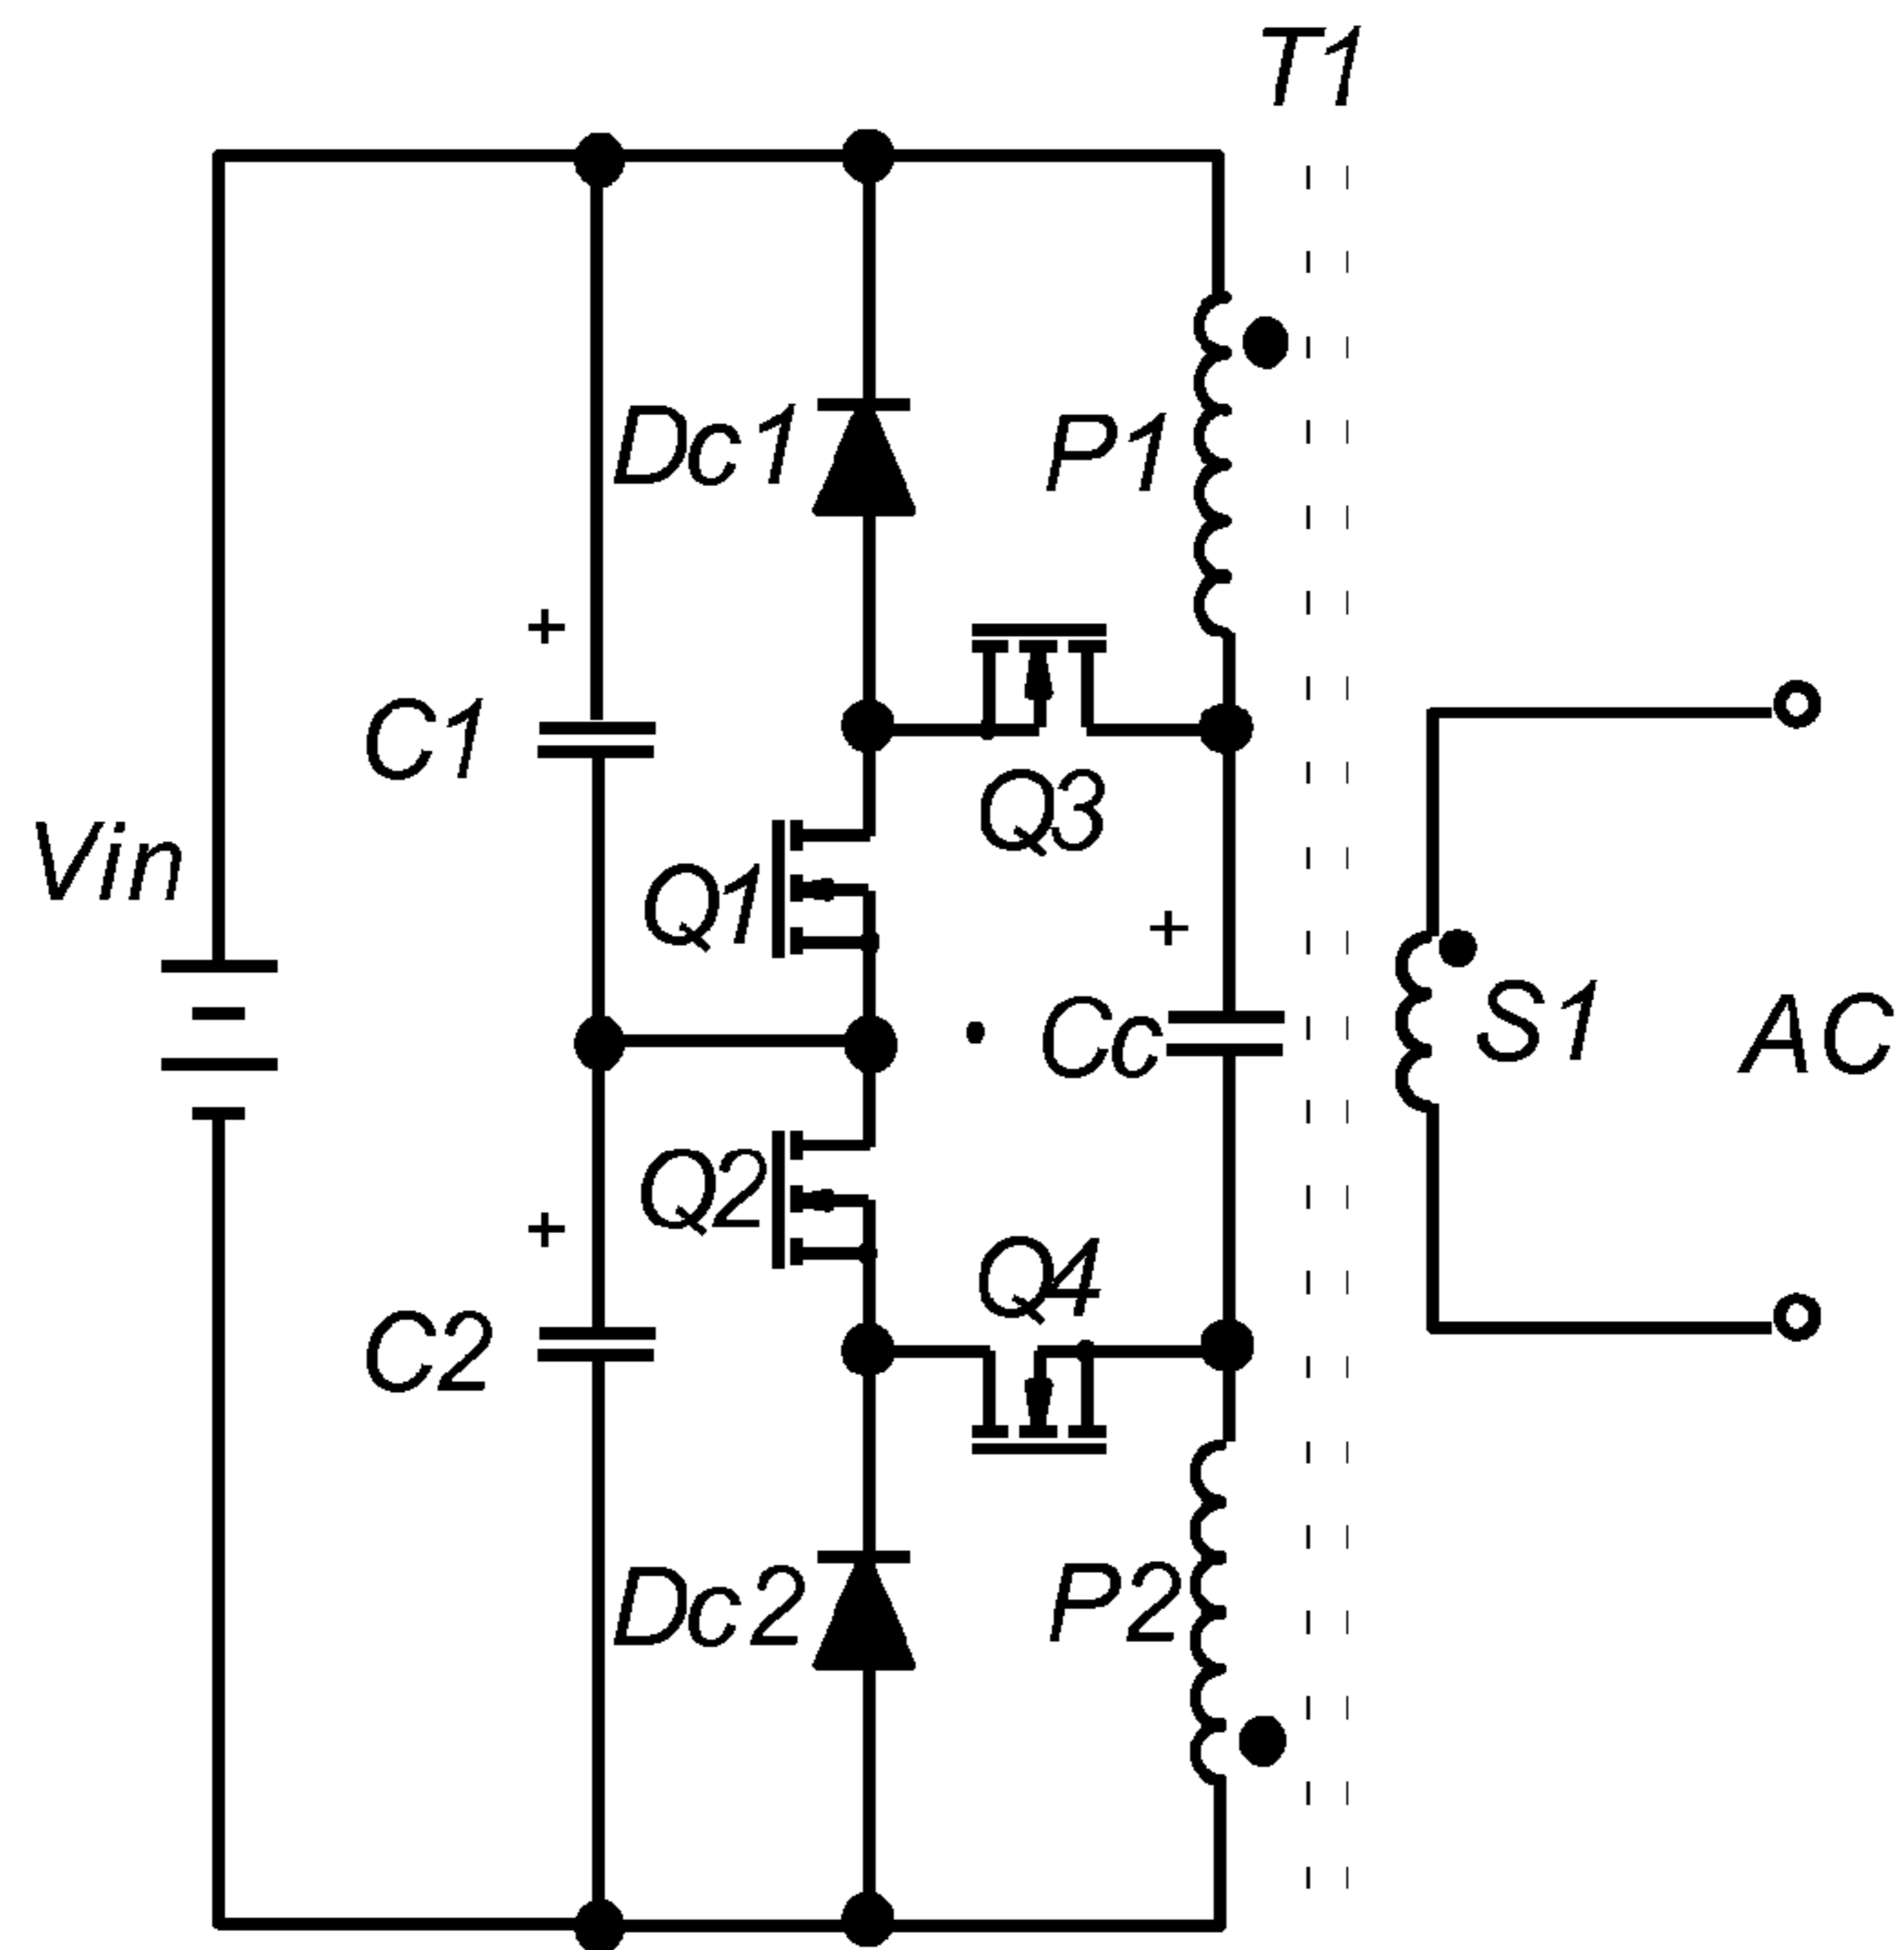 T1
Dc1
P1
+
C1
Q3
Vin
Q1
+
Cc
S1
AC
Q2
+
Q4
C2
Dc2
P2